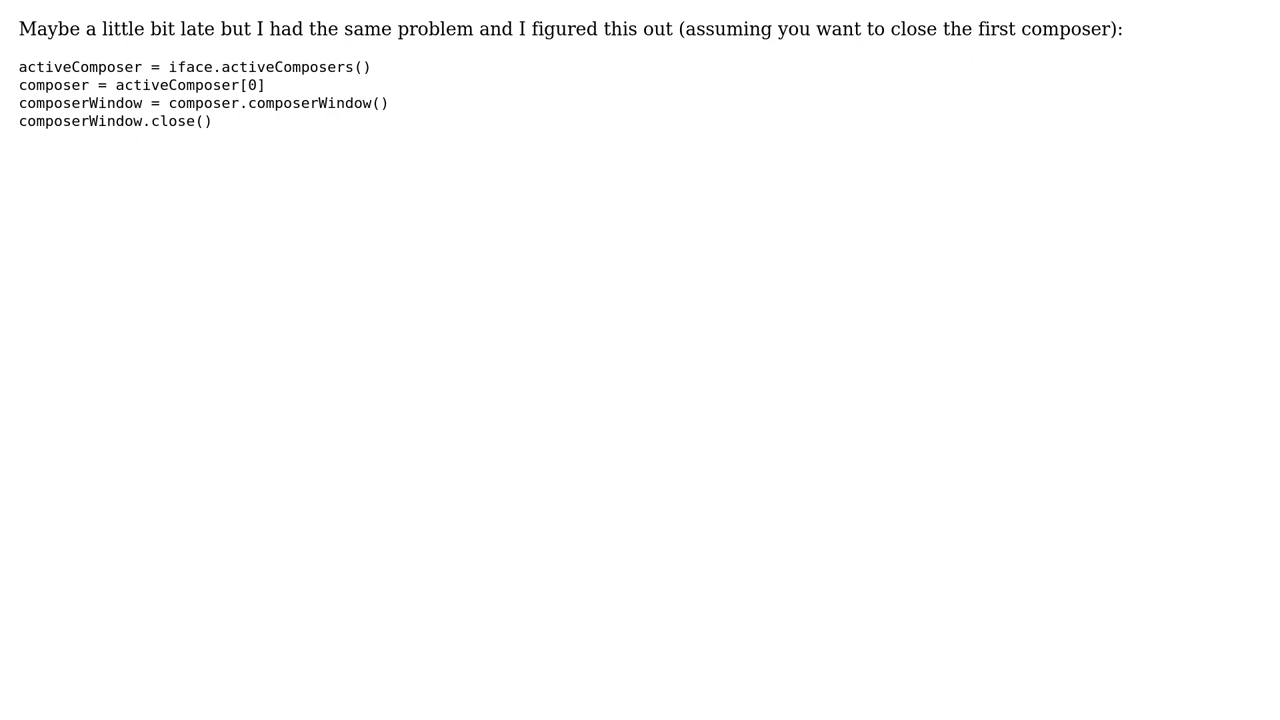 Maybe a little bit late but I had the same problem and I figured this out (assuming you want to close the first composer):
activeComposer = iface.activeComposers()
composer = activeComposer[0]
composerWindow = composer.composerWindow()
composerWindow.close()